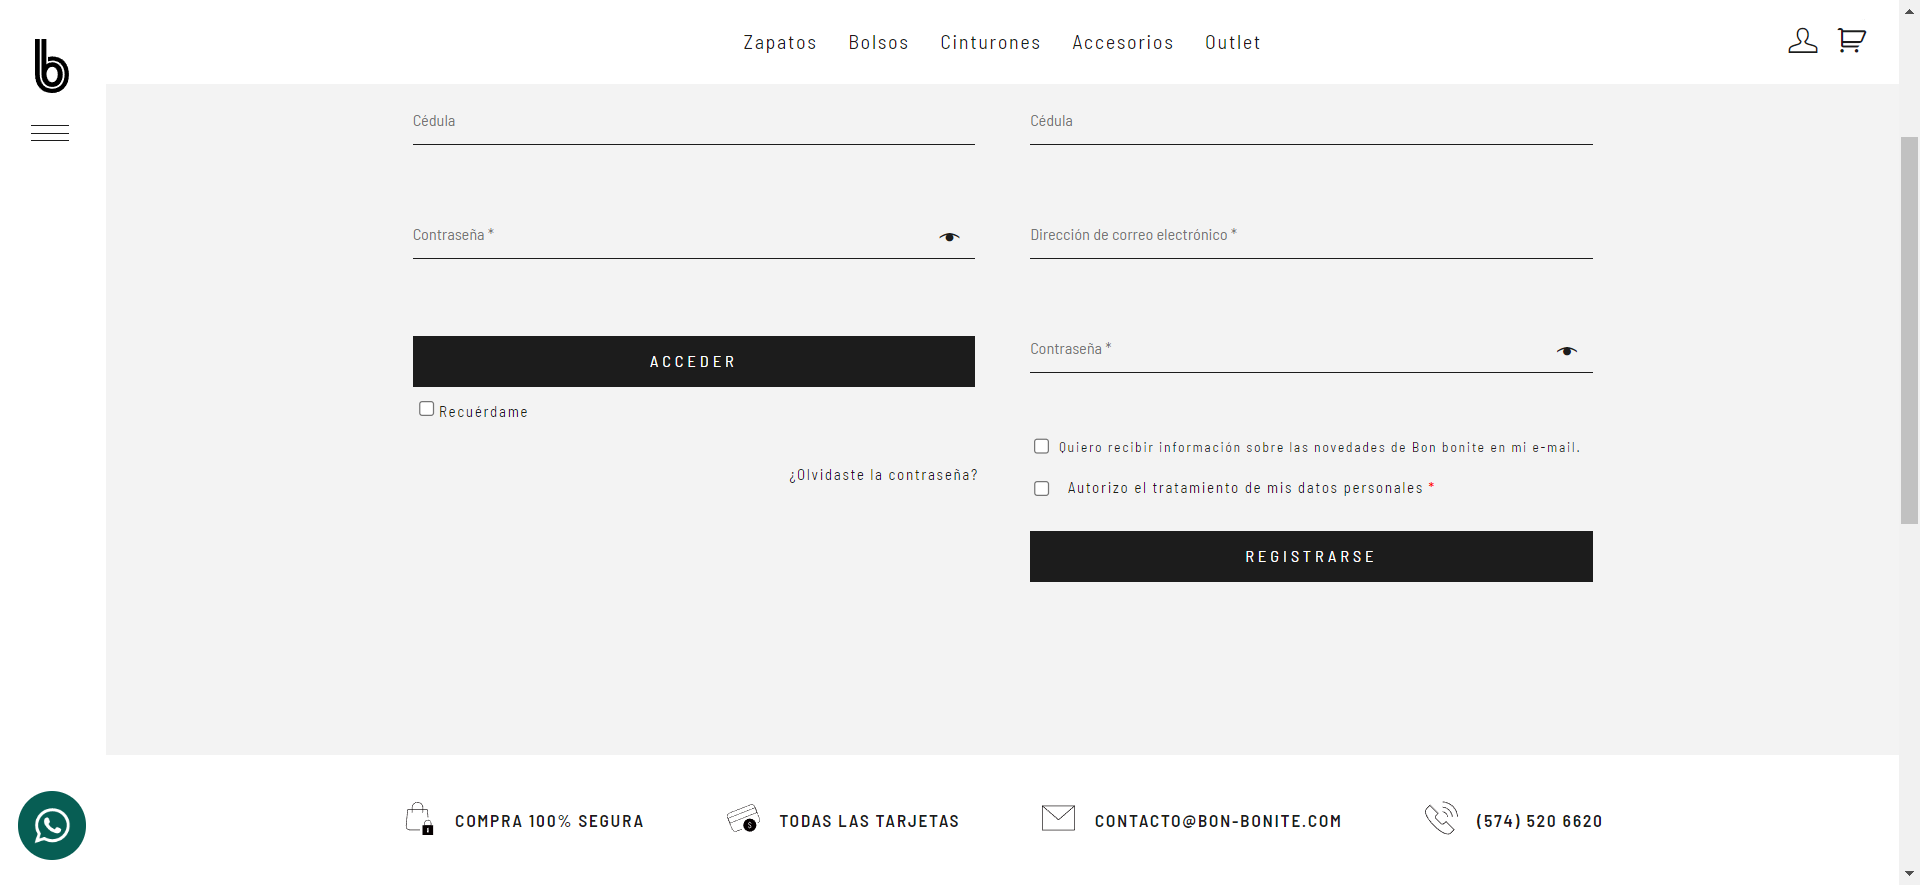 b
Zapatos Bolsos Cinturones Accesorios Outlet
Cédula
Contraseña *
ACCEDER
Recuérdame
¿Olvidaste la contraseña?
Cédula
Dirección de correo electrónico *
Contraseña *
Quiero recibir información sobre las novedades de Bon bonite en mi e-mail.
Autorizo el tratamiento de mis datos personales *
REGISTRARSE
COMPRA 100% SEGURA
TODAS LAS TARJETAS
CONTACTO@BON-BONITE.COM
(574) 520 6620